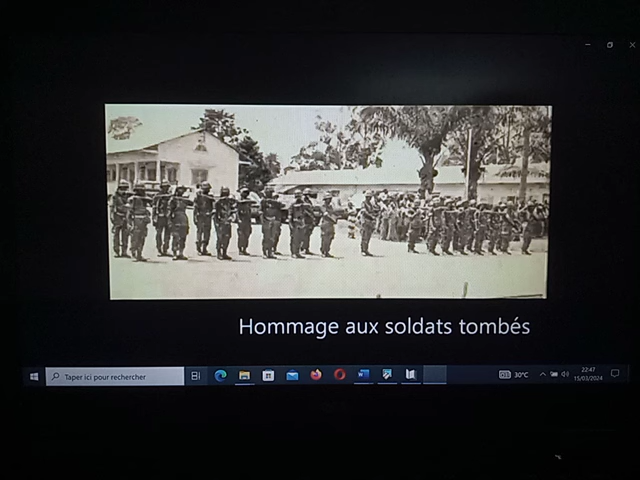 Hommage aux soldats tombés
Taper ici pour rechercher
30°C
22:47
15/03/2024